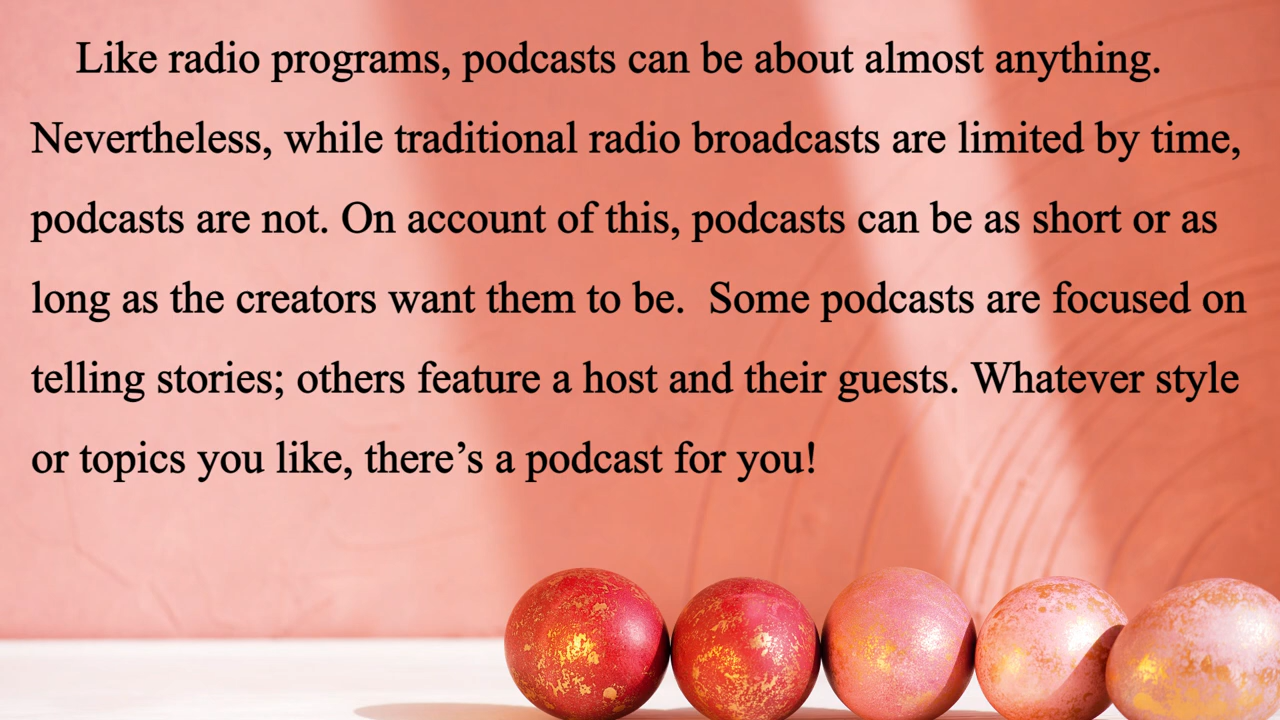 Like radio programs, podcasts can be about almost anything.
Nevertheless, while traditional radio broadcasts are limited by time,
podcasts are not. On account of this, podcasts can be as short or as
long as the creators want them to be.  Some podcasts are focused on
telling stories; others feature a host and their guests. Whatever style
or topics you like, there’s a podcast for you!